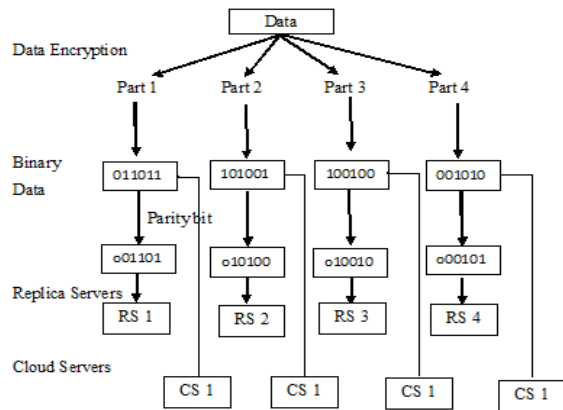 Data
Data Encryption
Part 1 Part 2 Part 3 Part 4
Binary
Data
011011 101001 100100 001010
Paritybit
o01101 o10100 o10010 o00101
Replica Servers
RS 1 RS 2 RS 3 RS 4
Cloud Servers
CS 1 CS 1 CS 1 CS 1